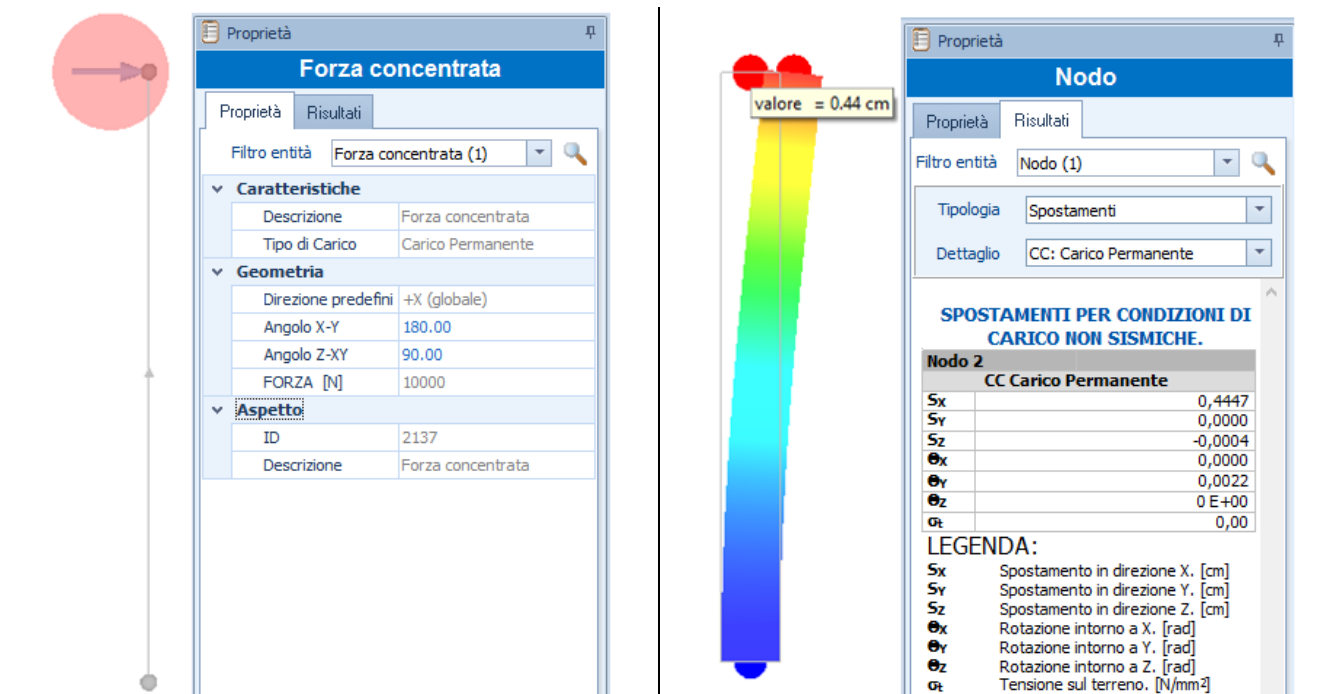 Proprietà
Forza concentrata
Proprietà Risultati
Filtro entità Forza concentrata (1)
Caratteristiche
Descrizione Forza concentrata
Tipo di Carico Carico Permanente
Geometria
Direzione predefini +X (globale)
Angolo X-Y 180.00
Angolo Z-XY 90.00
FORZA [N] 10000
Aspetto
ID 2137
Descrizione Forza concentrata
valore = 0.44 cm
Proprietà
Nodo
Proprietà Risultati
Filtro entità Nodo (1)
Tipologia Spostamenti
Dettaglio CC: Carico Permanente
SPOSTAMENTI PER CONDIZIONI DI
CARICO NON SISMICHE.
Nodo 2
CC Carico Permanente
Sx 0,4447
SY 0,0000
Sz -0,0004
Θx 0,0000
ΘY 0,0022
Θz 0 E+00
σt 0,00
LEGENDA:
Sx Spostamento in direzione X. [cm]
SY Spostamento in direzione Y. [cm]
Sz Spostamento in direzione Z. [cm]
Θx Rotazione intorno a X. [rad]
ΘY Rotazione intorno a Y. [rad]
Θz Rotazione intorno a Z. [rad]
σt Tensione sul terreno. [N/mm²]